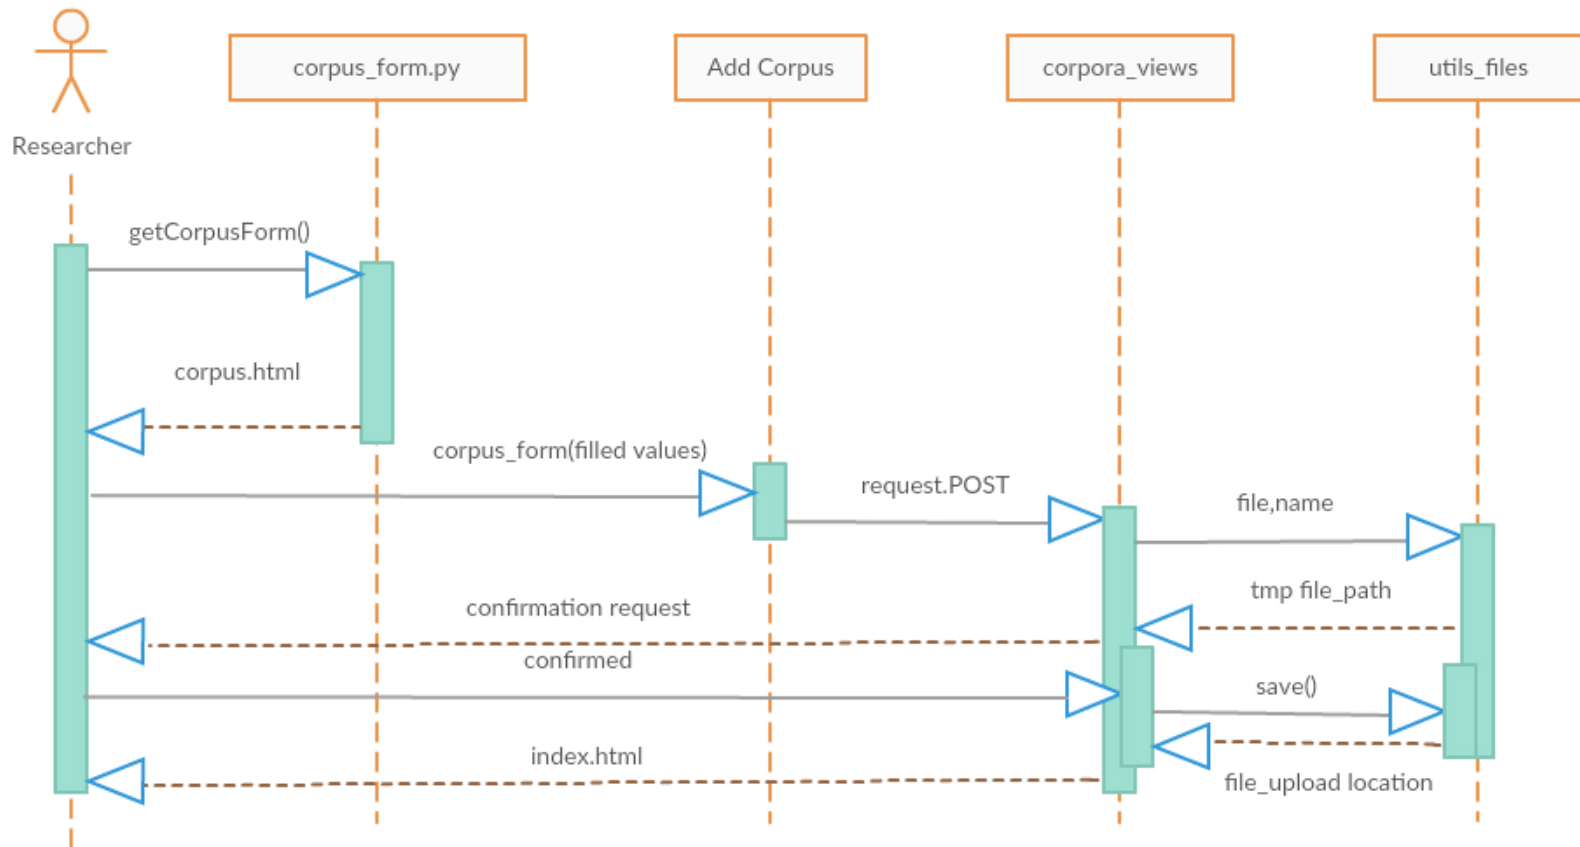 corpus_form.py
Add Corpus
corpora_views
utils_files
Researcher
getCorpusForm()
corpus.html
corpus_form(filled values)
request.POST
file,name
tmp file_path
confirmation request
confirmed
save()
index.html
file_upload location